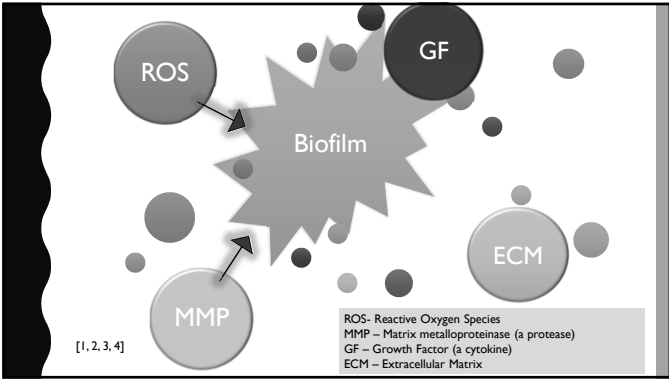 ROS
GF
Biofilm
ECM
MMP
ROS- Reactive Oxygen Species
MMP – Matrix metalloproteinase (a protease)
GF – Growth Factor (a cytokine)
ECM – Extracellular Matrix
[1, 2, 3, 4]